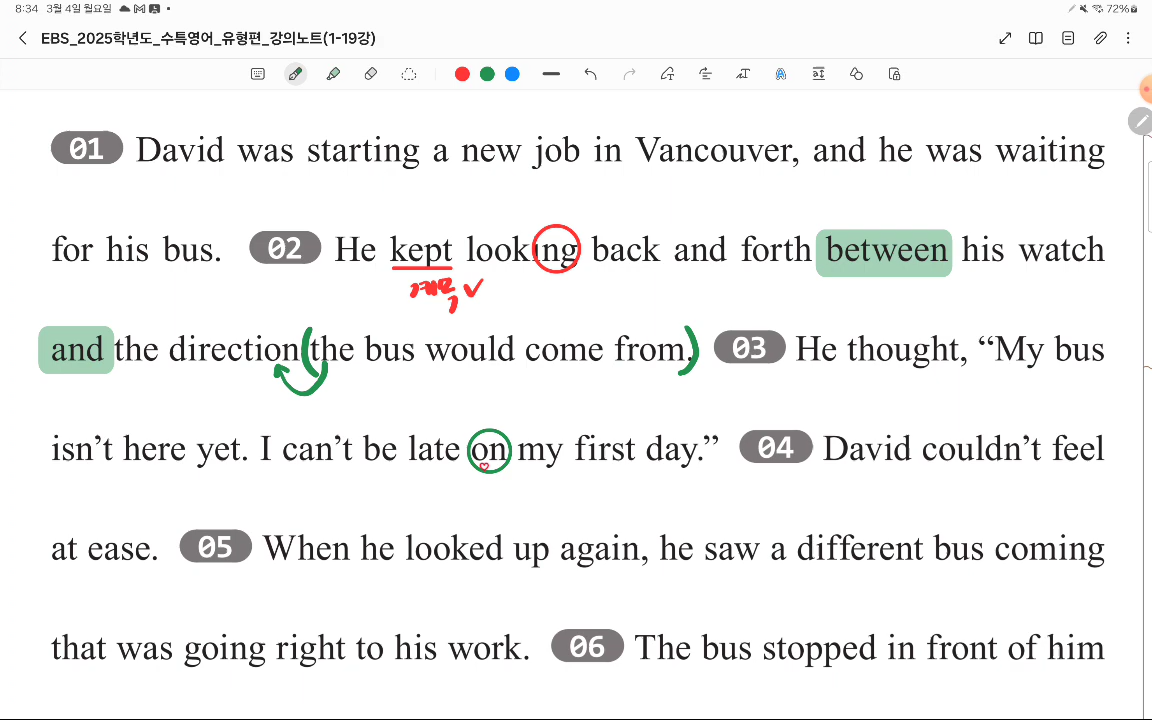 8:34 3월 4일 월요일
72%
EBS_2025학년도_수특영어_유형편_강의노트(1-19강)
01 David was starting a new job in Vancouver, and he was waiting
for his bus. 02 He kept looking back and forth between his watch
and the direction the bus would come from. 03 He thought, “My bus
isn’t here yet. I can’t be late on my first day.” 04 David couldn’t feel
at ease. 05 When he looked up again, he saw a different bus coming
that was going right to his work. 06 The bus stopped in front of him